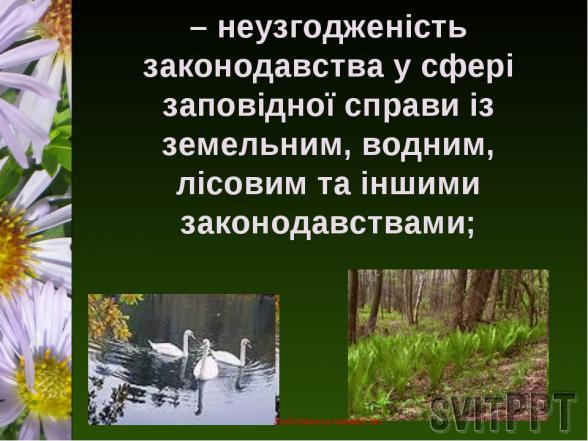 – неузгодженість
законодавства у сфері
заповідної справи із
земельним, водним,
лісовим та іншими
законодавствами;
SVITPPT